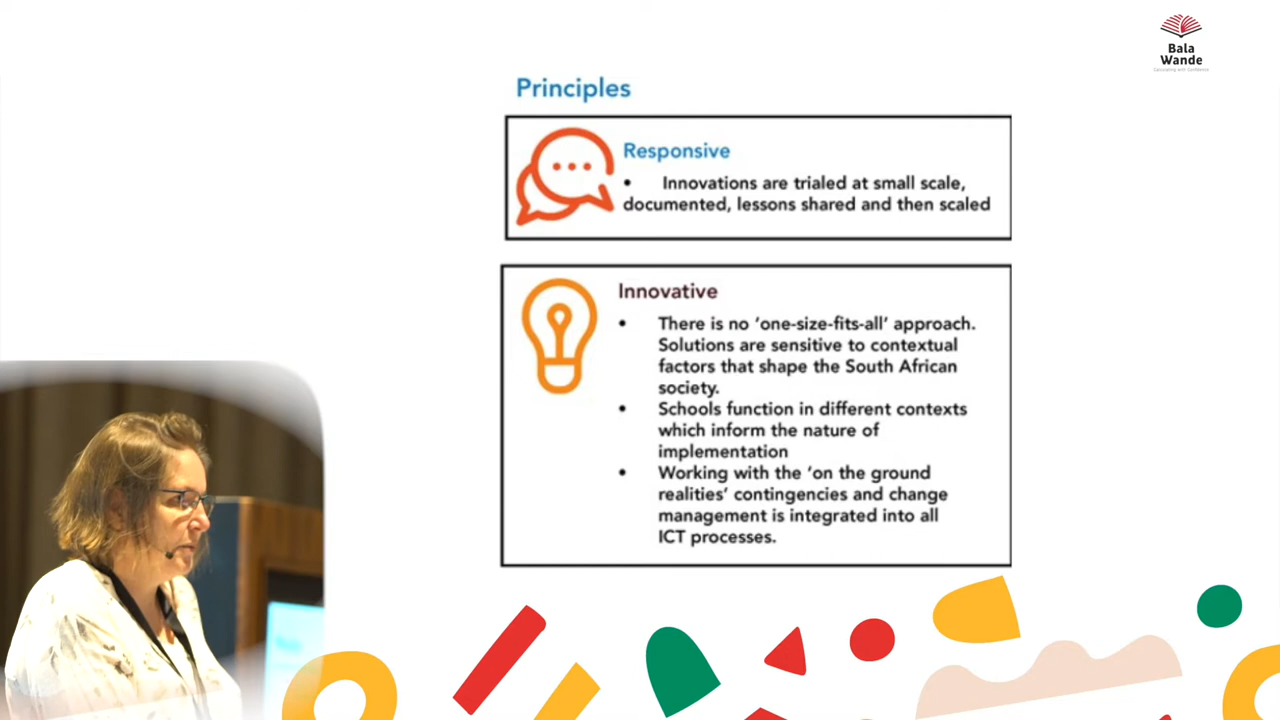 Bala
Wande
Calculating with Confidence
Principles
Responsive
• Innovations are trialed at small scale,
documented, lessons shared and then scaled
Innovative
• There is no ‘one-size-fits-all’ approach.
Solutions are sensitive to contextual
factors that shape the South African
society.
• Schools function in different contexts
which inform the nature of
implementation
• Working with the ‘on the ground
realities’ contingencies and change
management is integrated into all
ICT processes.